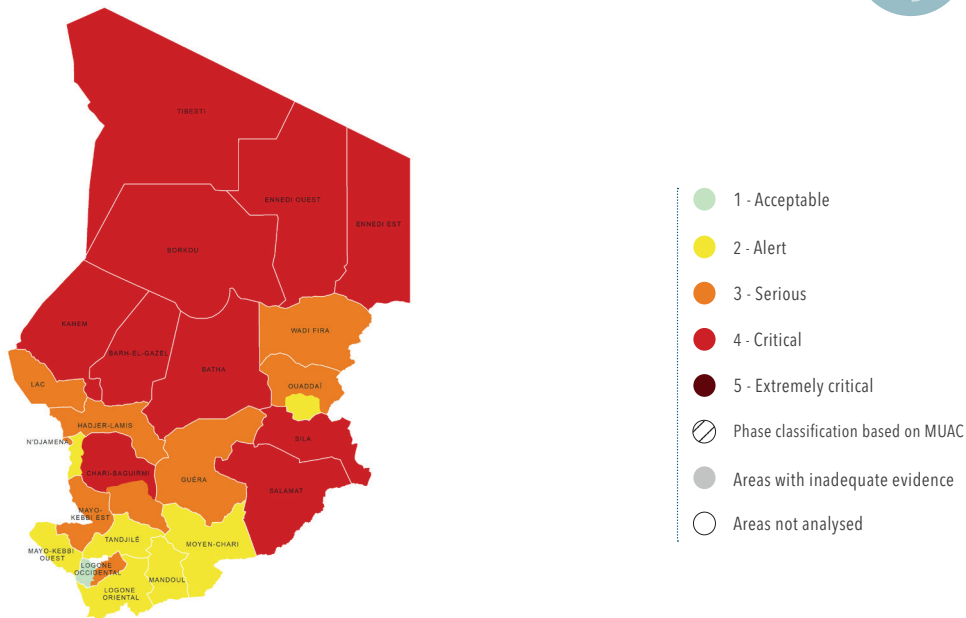 TIBESTI
ENNEDI OUEST
ENNEDI EST
BORKOU
KANEM
BARH-EL-GAZEL
BATHA
WADI FIRA
LAC
OUADDAÏ
HADJER-LAMIS
N'DJAMENA
SILA
CHARI-BAGUIRMI
GUÉRA
SALAMAT
MAYO-
KEBBI EST
TANDJILÉ
MOYEN-CHARI
MAYO-KEBBI
OUEST
LOGONE
OCCIDENTAL
MANDOUL
LOGONE
ORIENTAL
1 - Acceptable
2 - Alert
3 - Serious
4 - Critical
5 - Extremely critical
Phase classification based on MUAC
Areas with inadequate evidence
Areas not analysed